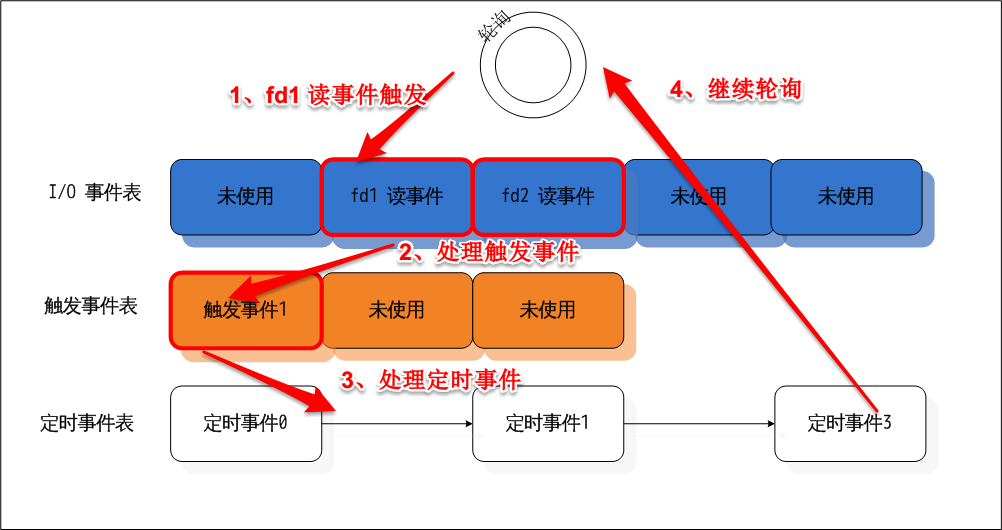 轮询
1、fd1 读事件触发
4、继续轮询
I/O 事件表
未使用
fd1 读事件
fd2 读事件
未使用
未使用
2、处理触发事件
触发事件表
触发事件1
未使用
未使用
3、处理定时事件
定时事件表
定时事件0
定时事件1
定时事件3